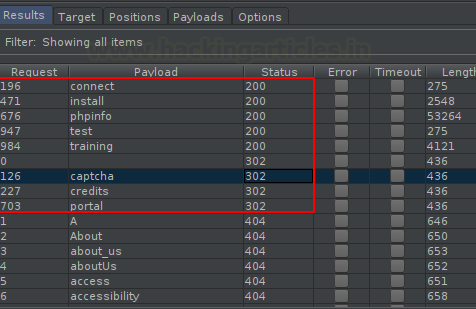 Results Target Positions Payloads Options
Filter: Showing all items
www.hackingarticles.in
Request Payload Status Error Timeout Length
196 connect 200 275
471 install 200 2548
676 phpinfo 200 53264
947 test 200 275
984 training 200 4121
0 302 436
126 captcha 302 436
227 credits 302 436
703 portal 302 436
1 A 404 646
2 About 404 650
3 about_us 404 653
4 aboutUs 404 652
5 access 404 651
6 accessibility 404 658